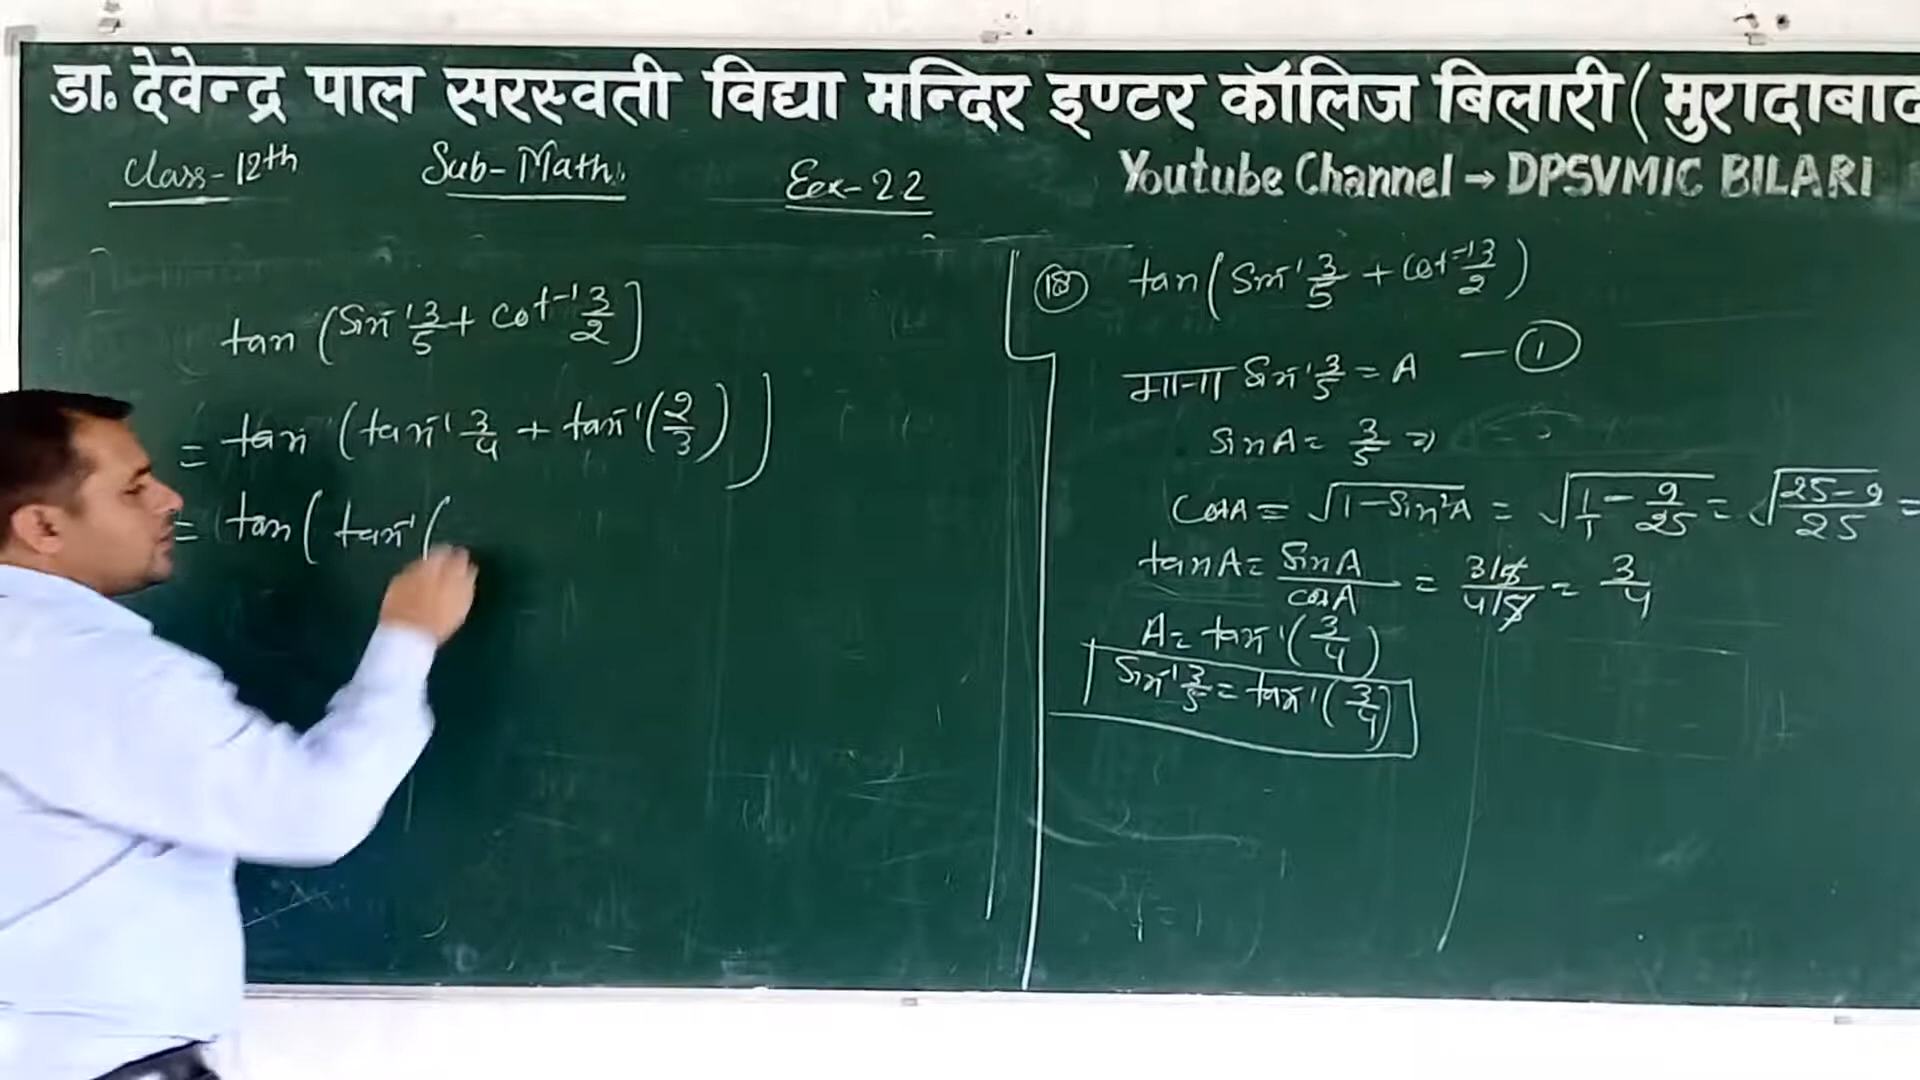 डा. देवेन्द्र पाल सरस्वती विद्या मन्दिर इण्टर कॉलिज बिलारी (मुरादाबाद
Class-12th Sub-Math Eex-2.2
Youtube Channel → DPSVMIC BILARI
tan (Sin⁻¹ 3/5 + Cot⁻¹ 3/2]
= tan (tan⁻¹ 3/4 + tan⁻¹ (2/3))
= tan ( tan⁻¹ (
tan (Sin⁻¹ 3/5 + Cot⁻¹ 3/2)
माना Sin⁻¹ 3/5 = A — ①
SinA = 3/5 ⇒
CosA = √(1-Sin²A) = √(1/1 - 9/25) = √((25-9)/25) =
tanA = SinA/cosA = (3/5)/(4/5) = 3/4
A = tan⁻¹ (3/4)
Sin⁻¹ 3/5 = tan⁻¹ (3/4)